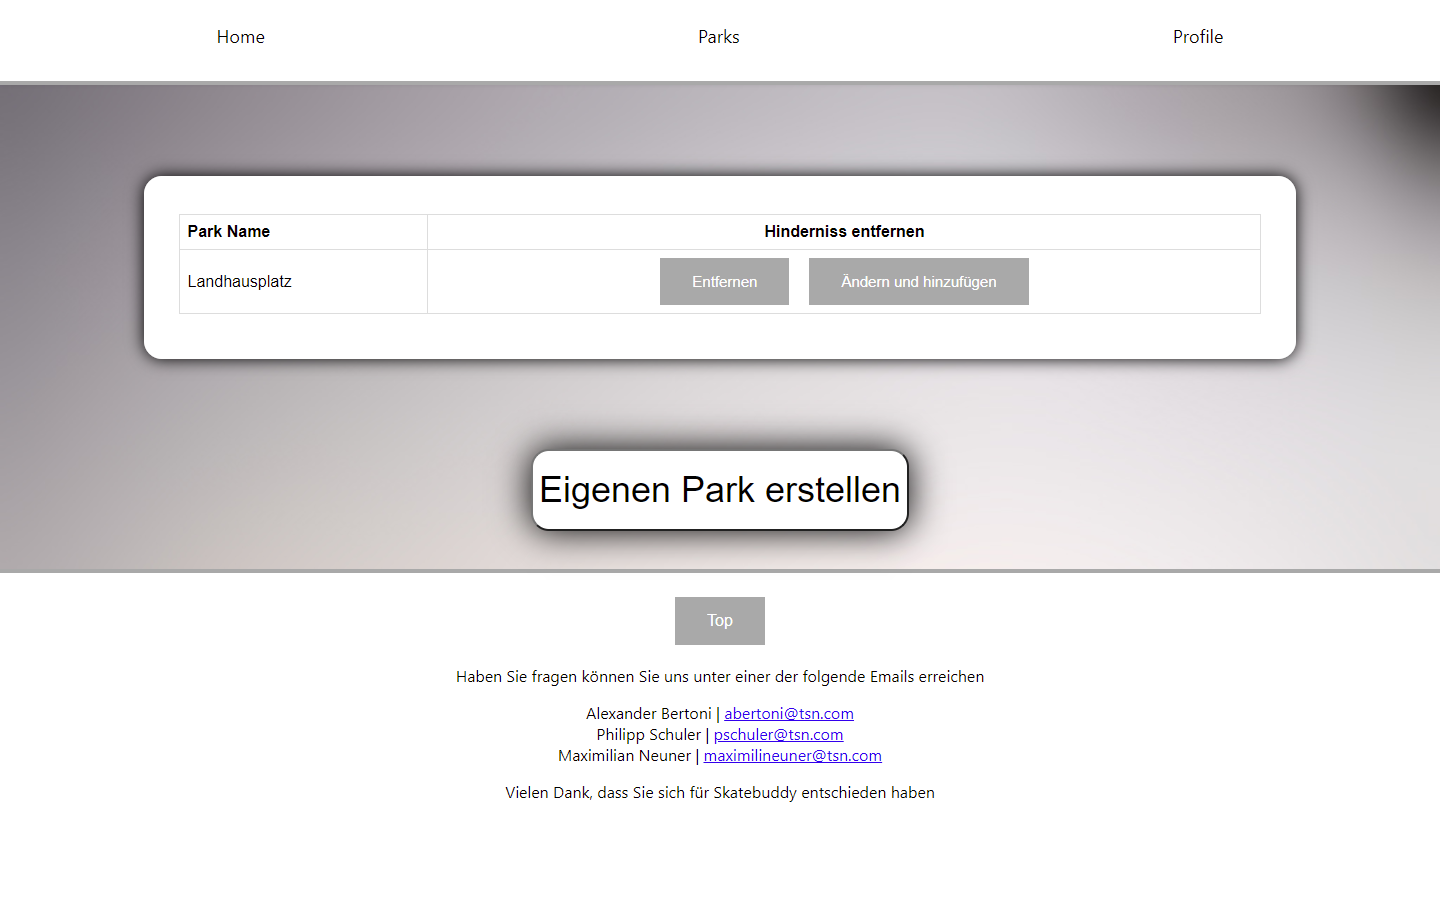 Home Parks Profile
Park Name Hinderniss entfernen
Landhausplatz Entfernen Ändern und hinzufügen
Eigenen Park erstellen
Top
Haben Sie fragen können Sie uns unter einer der folgende Emails erreichen
Alexander Bertoni | abertoni@tsn.com
Philipp Schuler | pschuler@tsn.com
Maximilian Neuner | maximilineuner@tsn.com
Vielen Dank, dass Sie sich für Skatebuddy entschieden haben